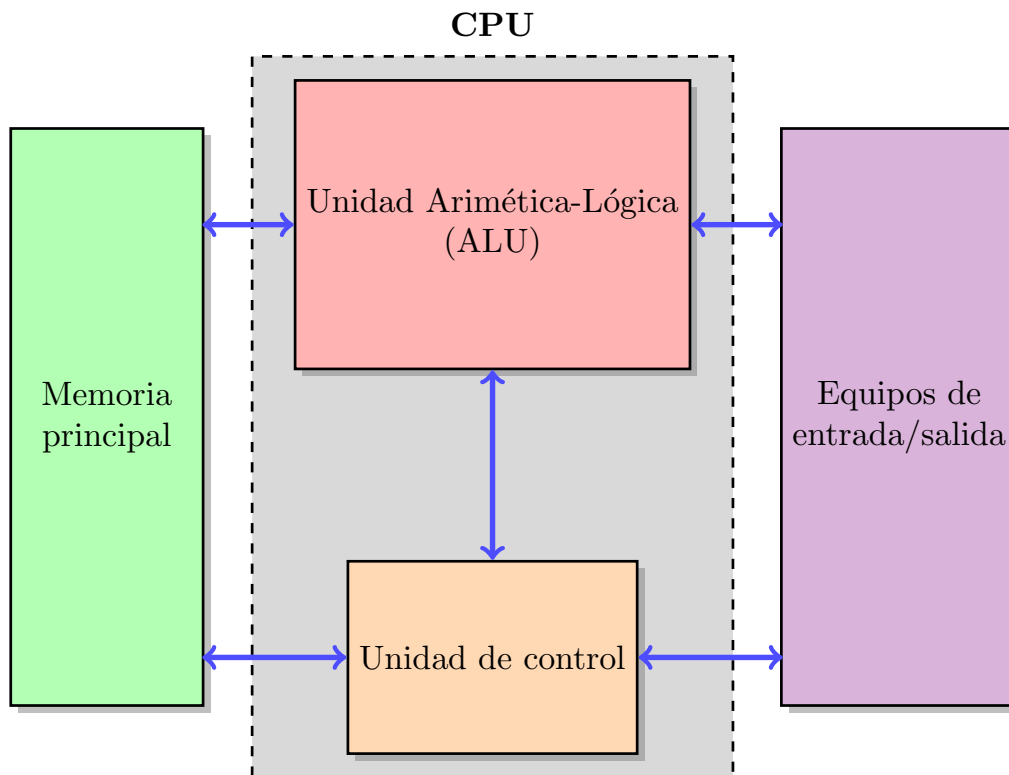 CPU
Unidad Arimética-Lógica
(ALU)
Memoria
principal
Equipos de
entrada/salida
Unidad de control